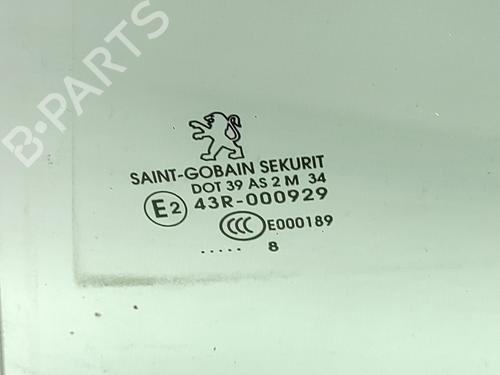 B-PARTS
SAINT-GOBAIN SEKURIT
DOT 39 AS 2 M 34
E2 43R-000929
CCC E000189
..... 8